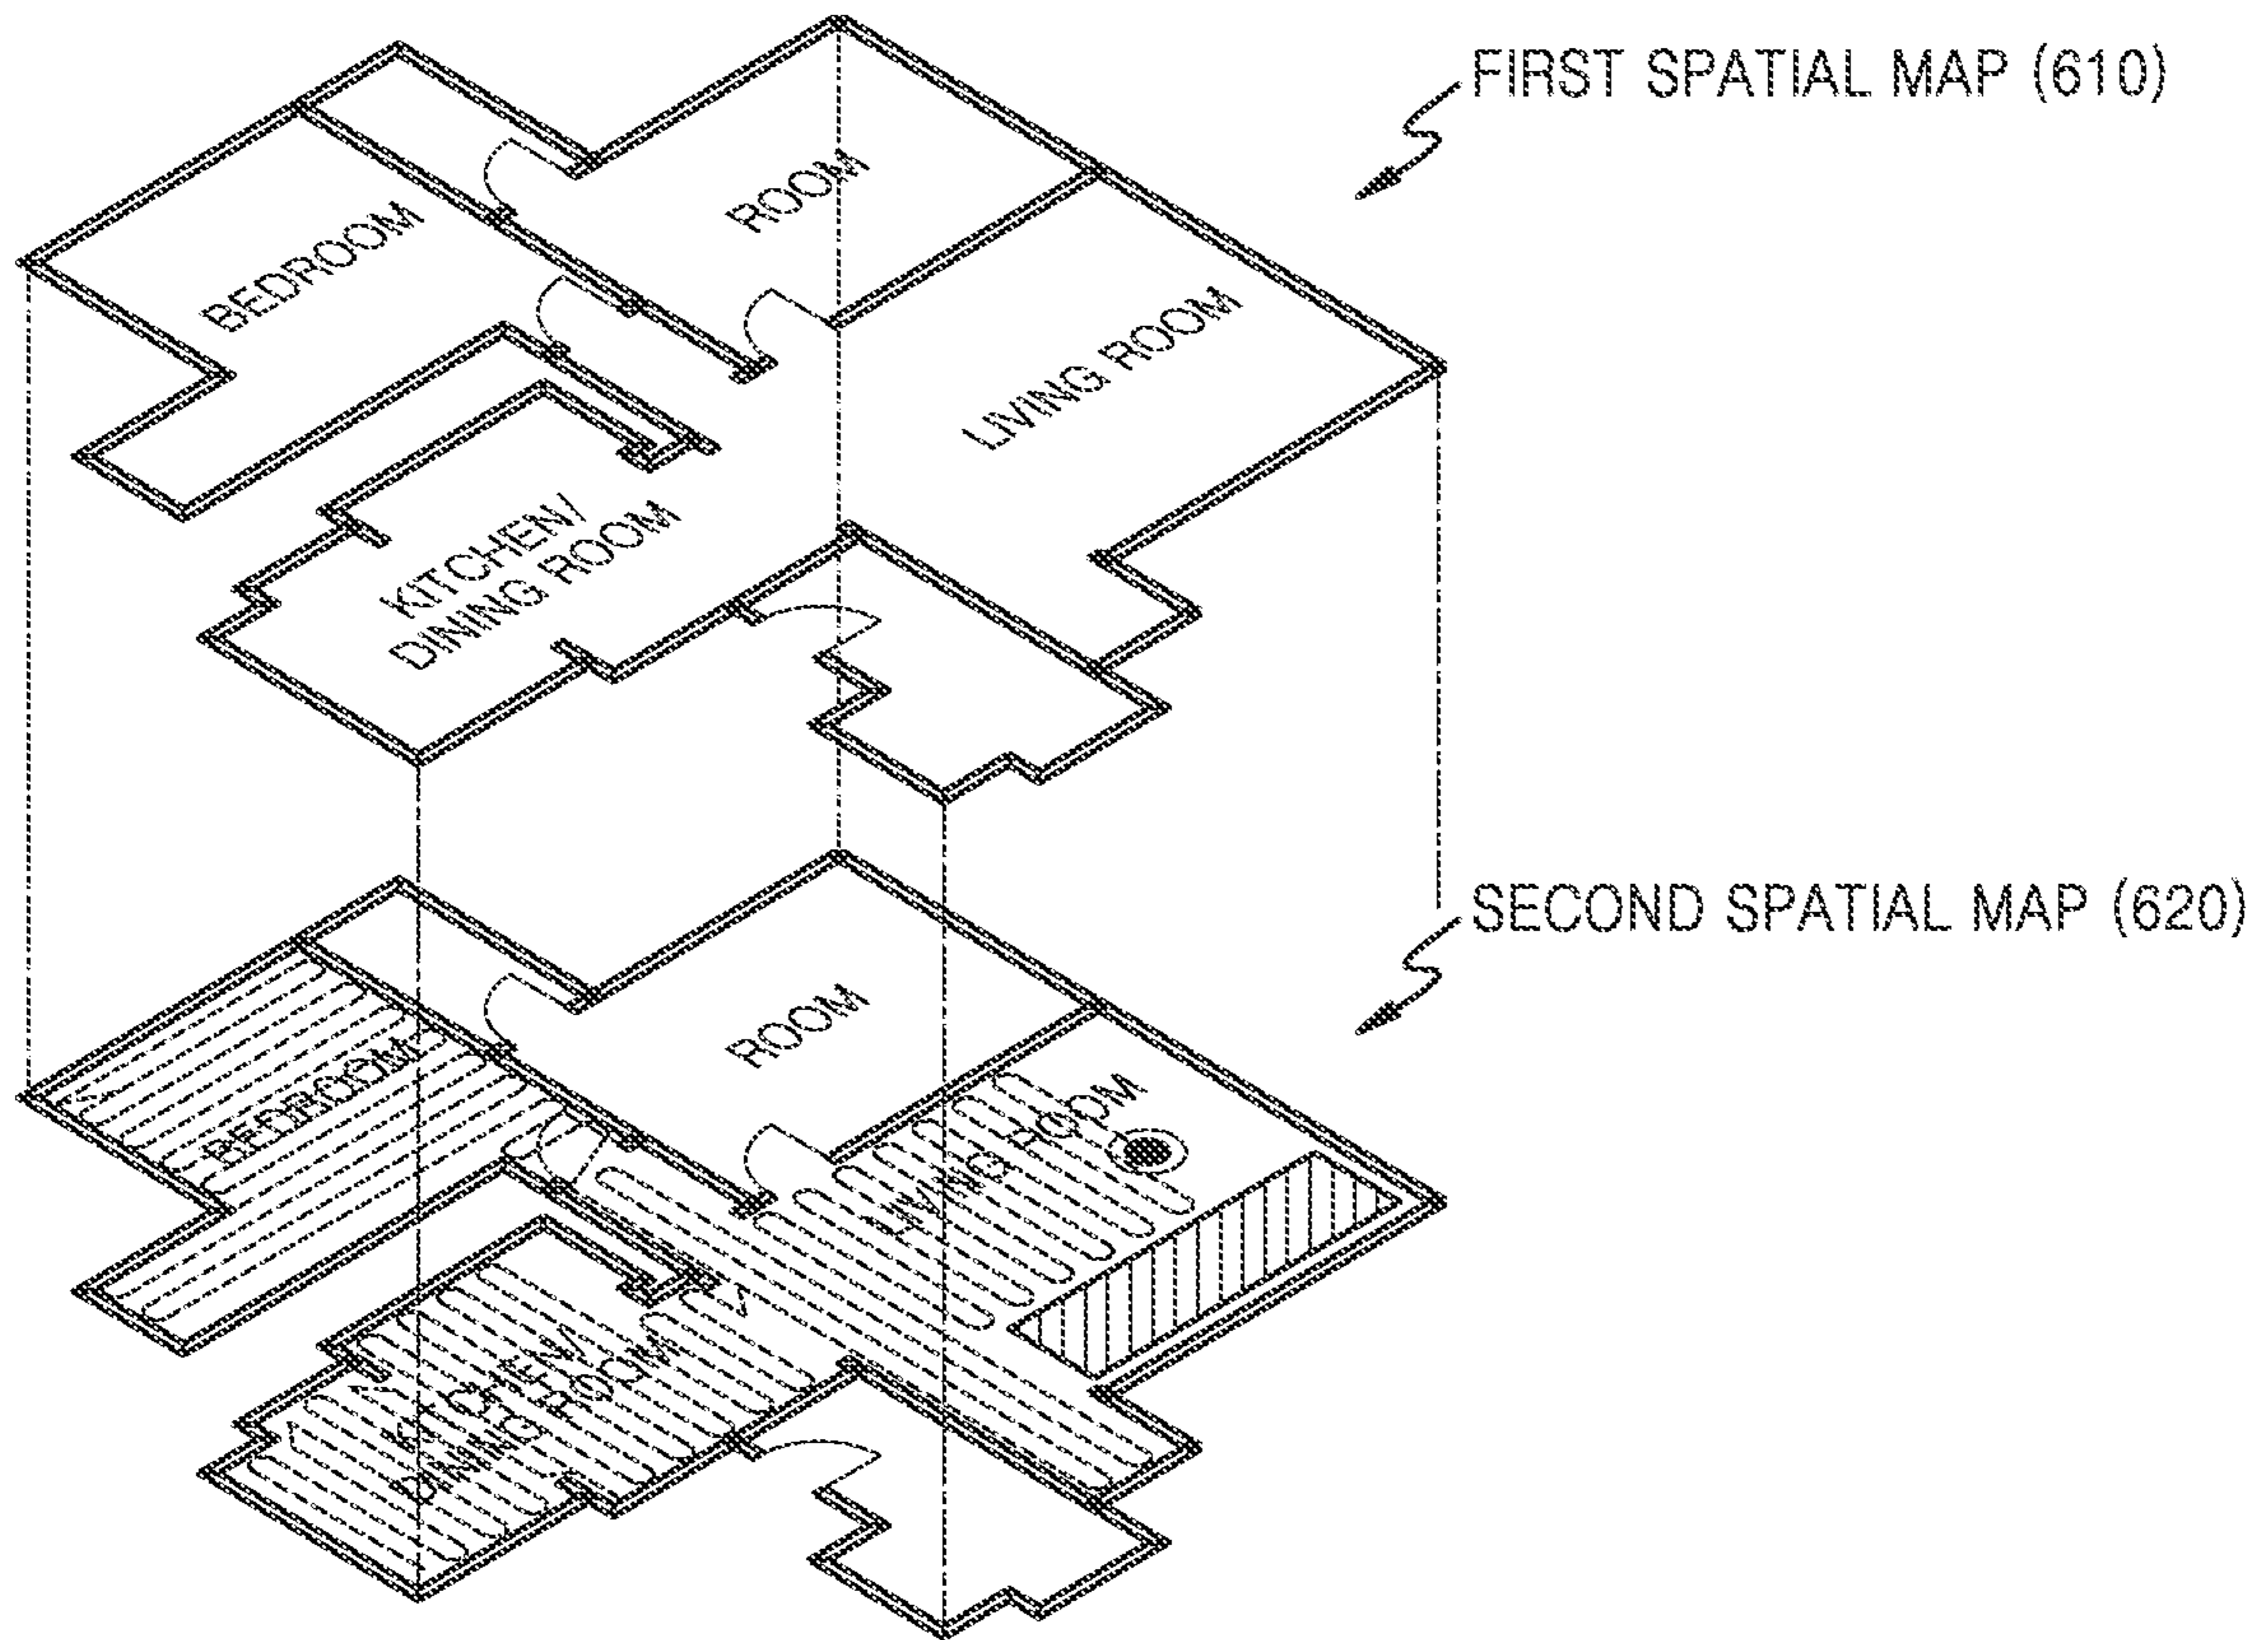 FIRST SPATIAL MAP (610)
ROOM
BEDROOM
LIVING ROOM
KITCHEN/
DINING ROOM
SECOND SPATIAL MAP (620)
ROOM
BEDROOM
LIVING ROOM
KITCHEN/
DINING ROOM